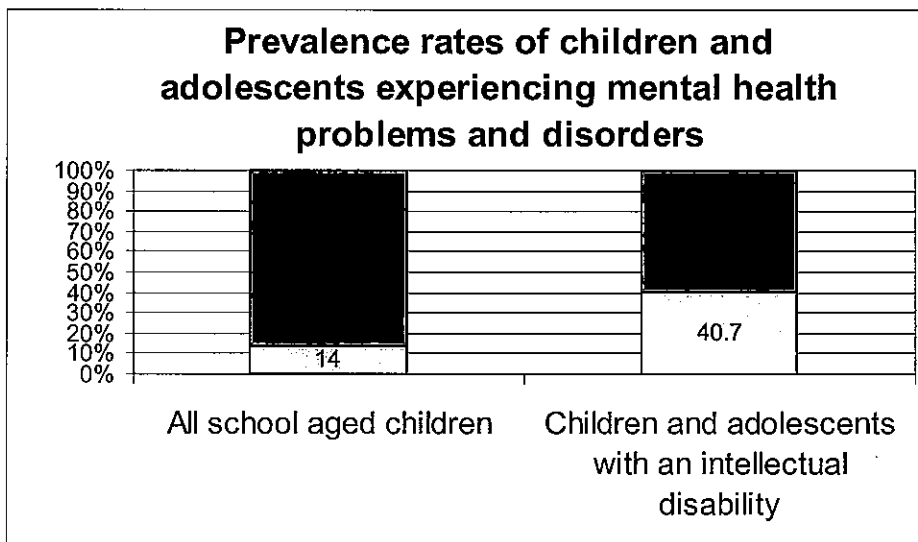 Prevalence rates of children and
adolescents experiencing mental health
problems and disorders
100%
90%
80%
70%
60%
50%
40%
30%
20%
10%
0%
14
40.7
All school aged children
Children and adolescents
with an intellectual
disability